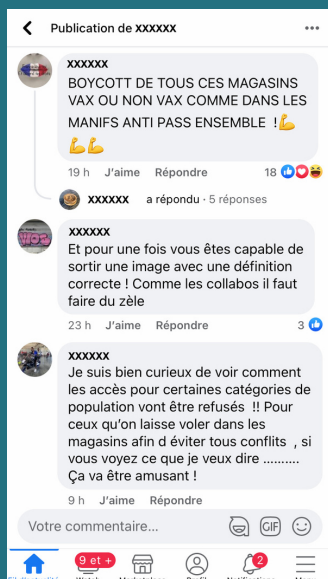 Publication de xxxxxx
xxxxxx
BOYCOTT DE TOUS CES MAGASINS
VAX OU NON VAX COMME DANS LES
MANIFS ANTI PASS ENSEMBLE !💪
💪💪
19 h J'aime Répondre 18
xxxxxx a répondu · 5 réponses
xxxxxx
Et pour une fois vous êtes capable de
sortir une image avec une définition
correcte ! Comme les collabos il faut
faire du zèle
23 h J'aime Répondre 3
xxxxxx
Je suis bien curieux de voir comment
les accès pour certaines catégories de
population vont être refusés !! Pour
ceux qu'on laisse voler dans les
magasins afin d éviter tous conflits , si
vous voyez ce que je veux dire ..........
Ça va être amusant !
9 h J'aime Répondre
Votre commentaire... GIF
9 et + 2